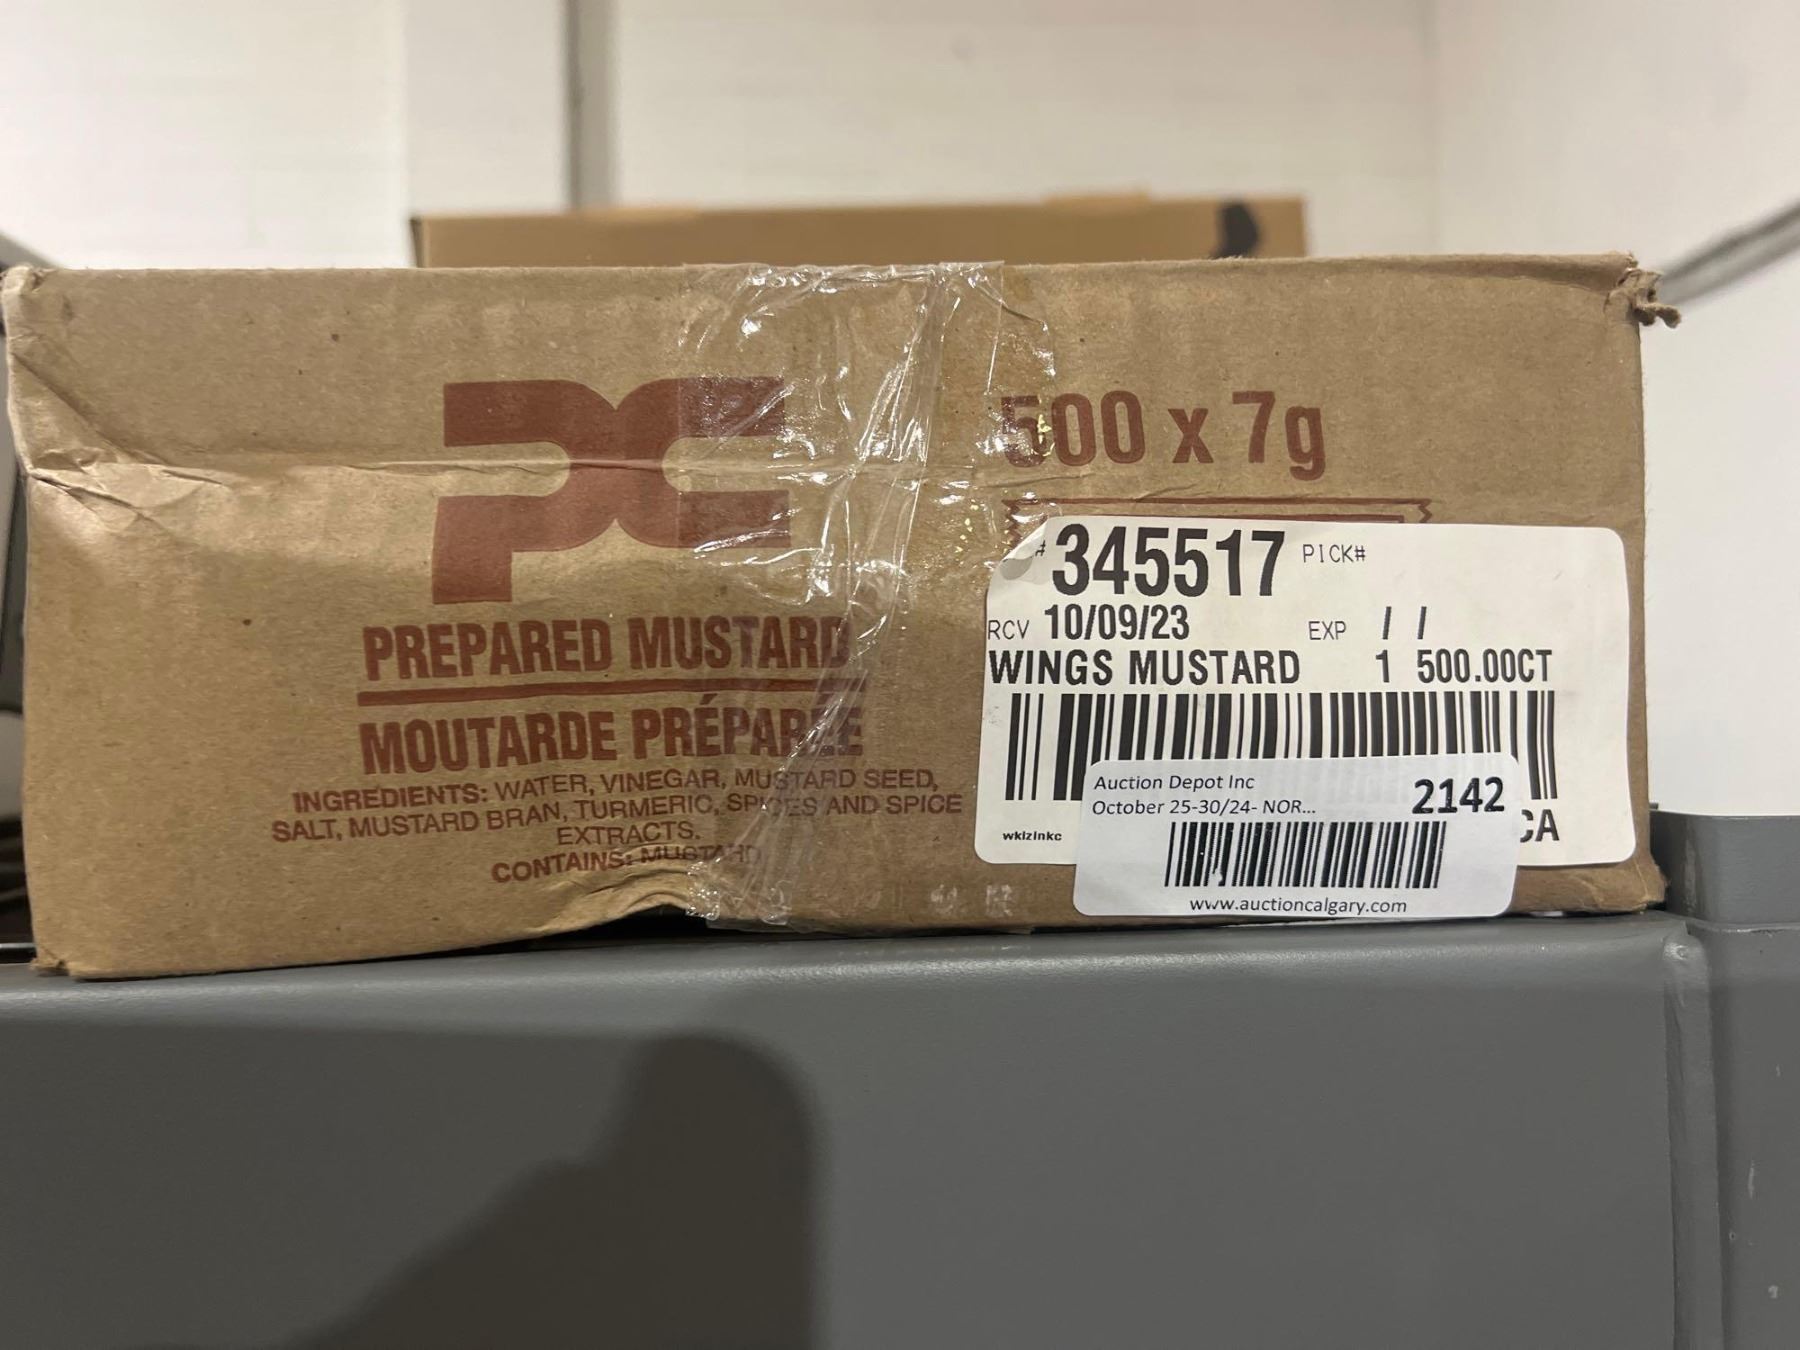 PC
500 x 7g
PREPARED MUSTARD
MOUTARDE PRÉPARÉE
INGREDIENTS: WATER, VINEGAR, MUSTARD SEED,
SALT, MUSTARD BRAN, TURMERIC, SPICES AND SPICE
EXTRACTS.
CONTAINS: MUSTARD
# 345517 PICK#
RCV 10/09/23 EXP / /
WINGS MUSTARD 1 500.00CT
wklzlnkc
CA
Auction Depot Inc
October 25-30/24- NOR... 2142
www.auctioncalgary.com